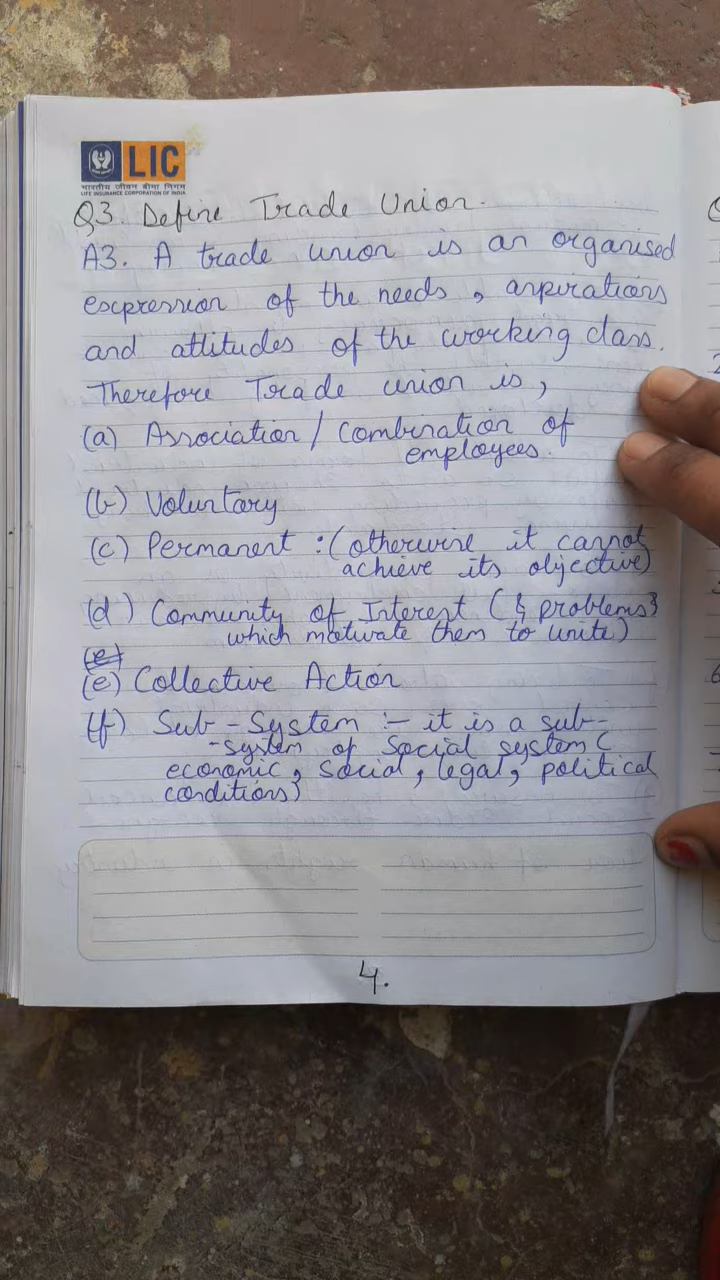 LIC
भारतीय जीवन बीमा निगम
LIFE INSURANCE CORPORATION OF INDIA
Q3. Define Trade Union.
A3. A trade union is an organised
expression of the needs, aspirations
and attitudes of the working class.
Therefore Trade union is,
(a) Association / Combination of
employees.
(b) Voluntary
(c) Permanent :- (otherwise it cannot
achieve its objective)
(d) Community of Interest (& problems
which motivate them to unite)
(e)
(e) Collective Action
(f) Sub-System :- it is a sub-
-system of Social system (
economic, social, legal, political
conditions)
4.